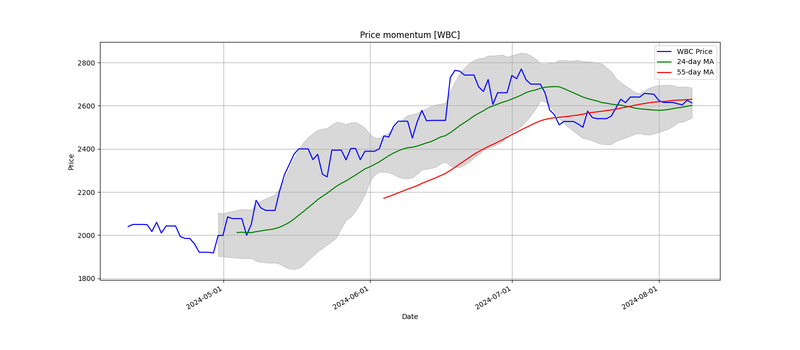 Price momentum [WBC]
WBC Price
24-day MA
55-day MA
Price
2800
2600
2400
2200
2000
1800
2024-05-01
2024-06-01
2024-07-01
2024-08-01
Date